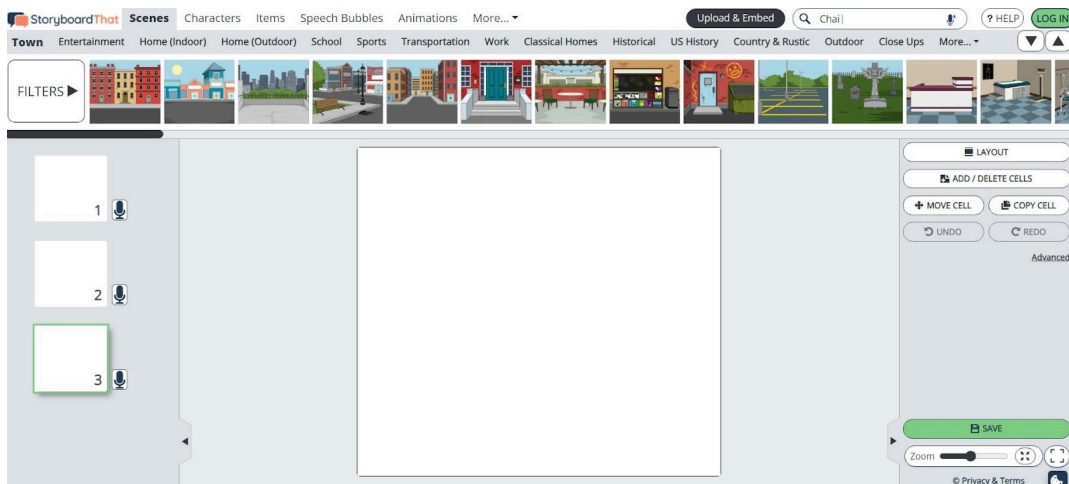 StoryboardThat Scenes Characters Items Speech Bubbles Animations More... Upload & Embed Chai ? HELP LOG IN
Town Entertainment Home (Indoor) Home (Outdoor) School Sports Transportation Work Classical Homes Historical US History Country & Rustic Outdoor Close Ups More...
FILTERS
LAYOUT
ADD / DELETE CELLS
1 MOVE CELL COPY CELL
UNDO REDO
Advanced
2
3
SAVE
Zoom
© Privacy & Terms